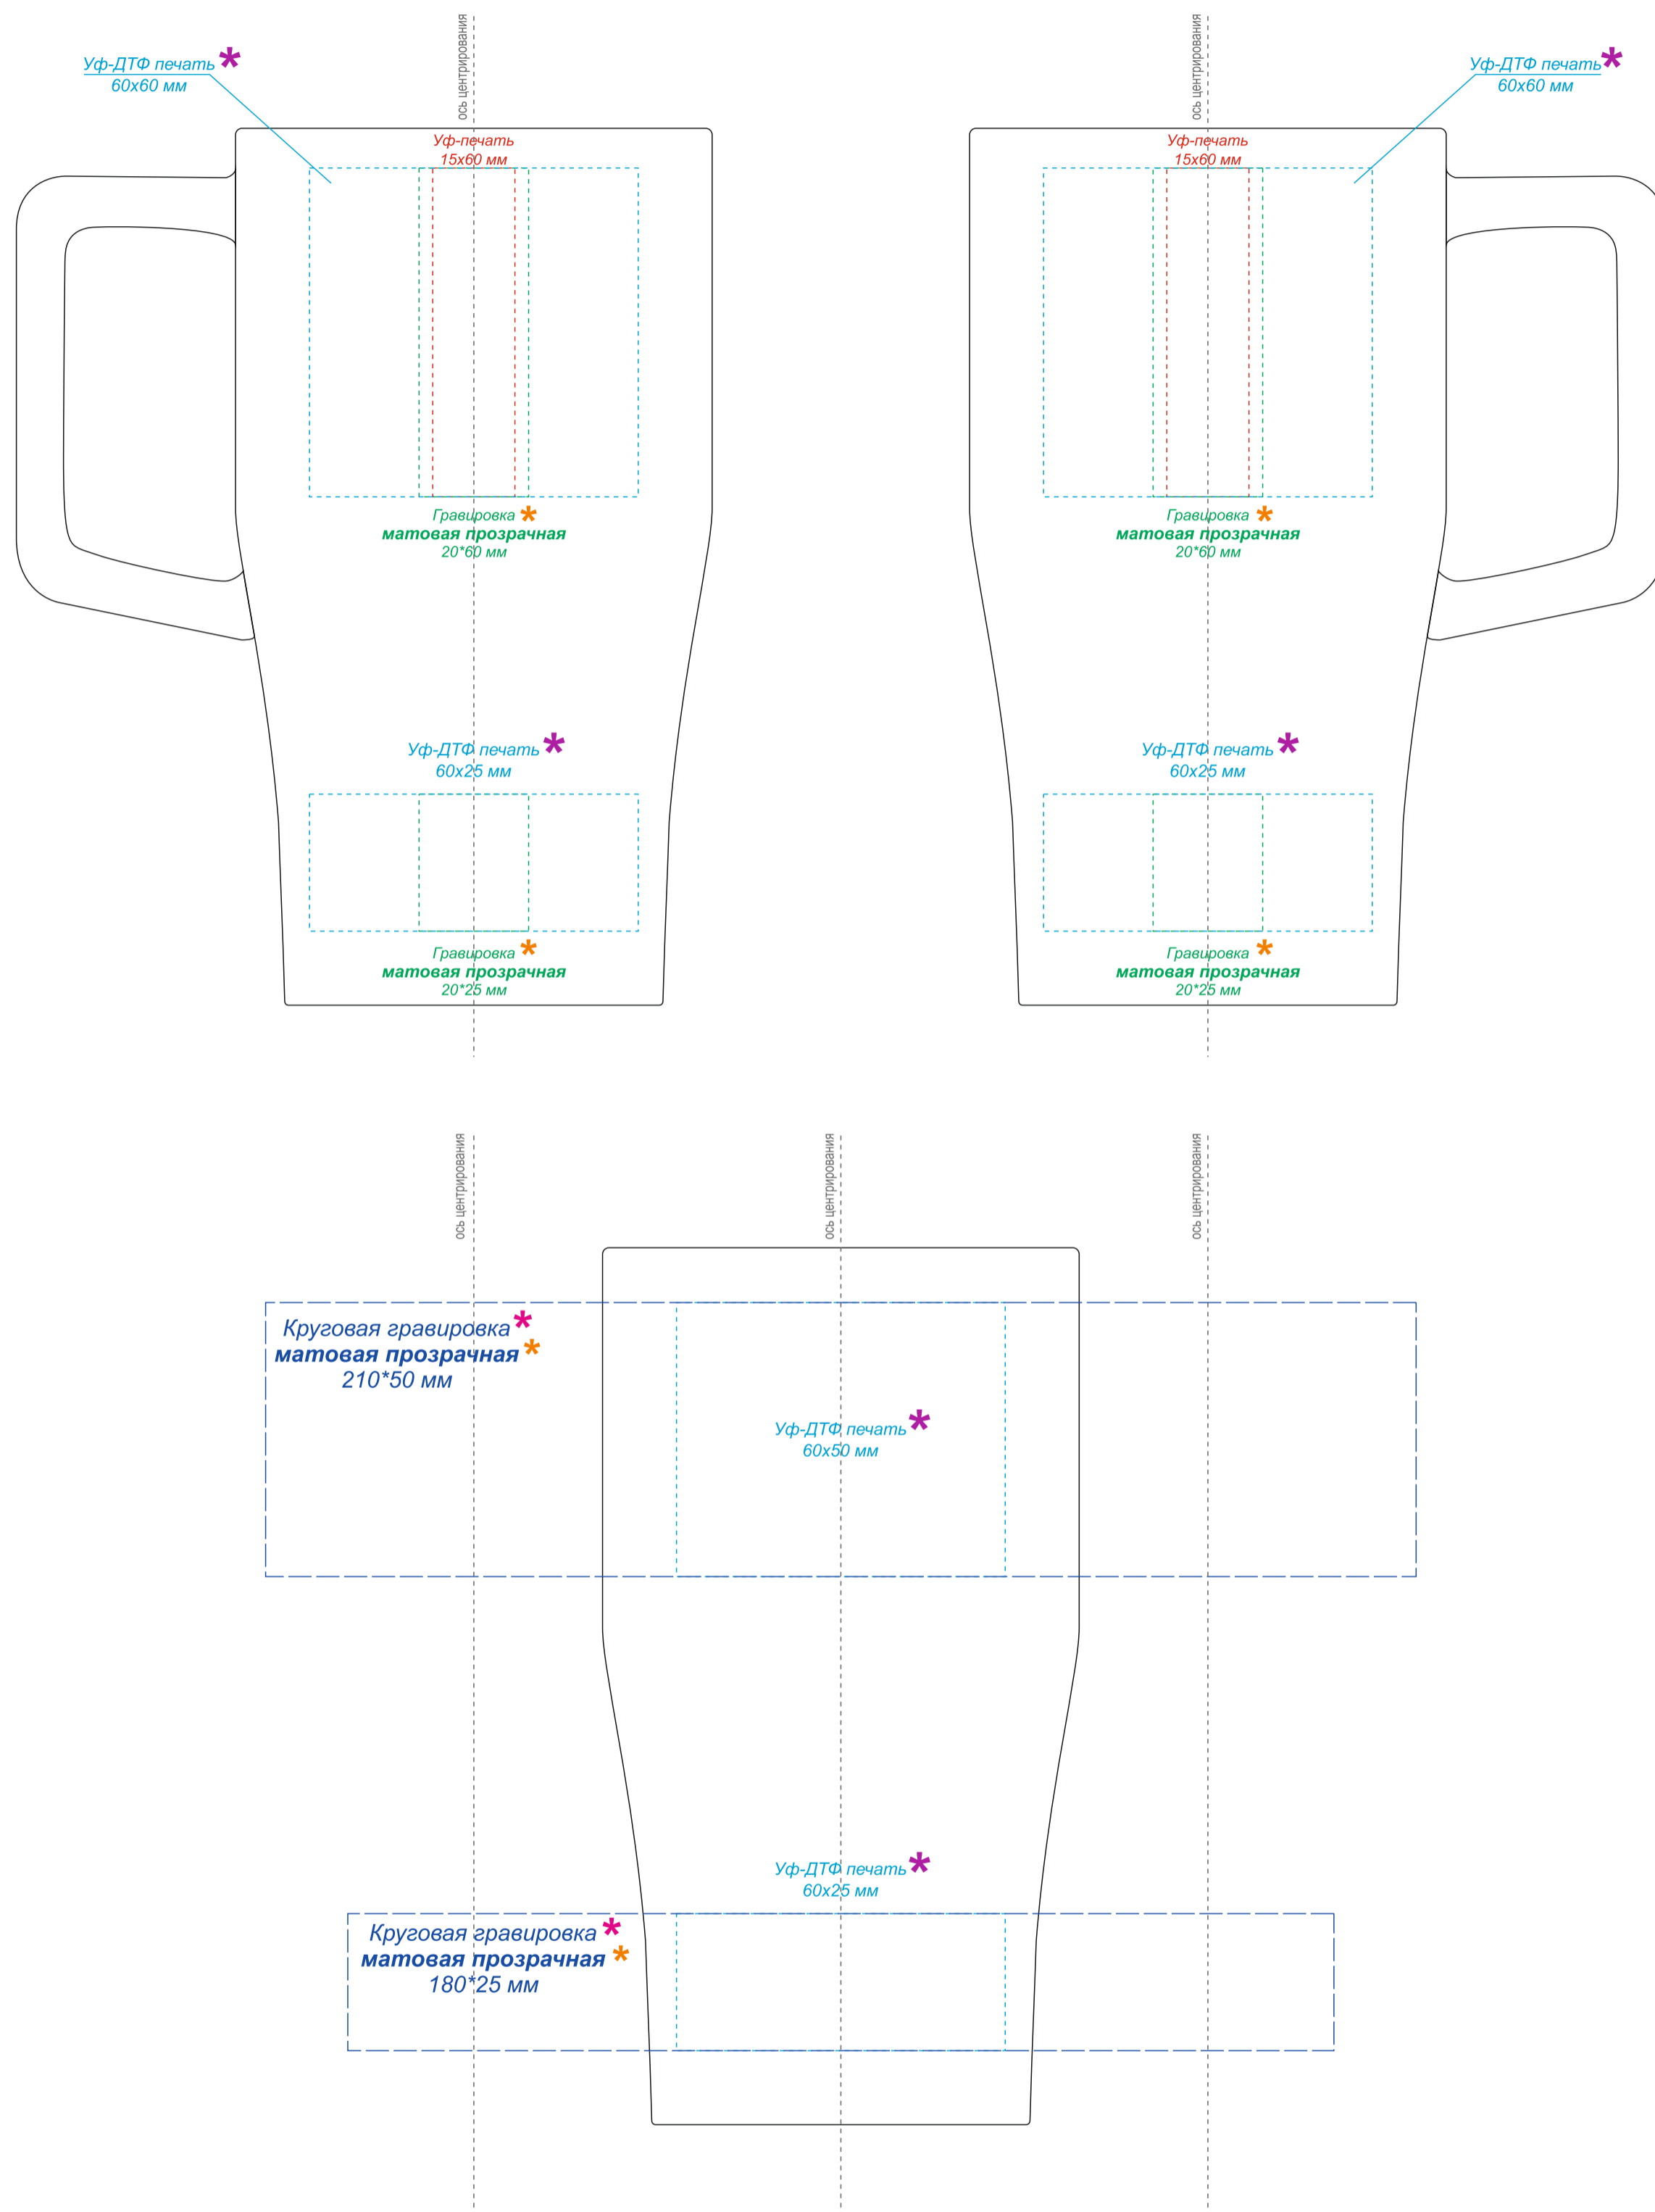 ось центрирования
ось центрирования
Уф-ДТФ печать*
60х60 мм
Уф-ДТФ печать*
60х60 мм
Уф-печать
15х60 мм
Уф-печать
15х60 мм
Гравировка *
матовая прозрачная
20*60 мм
Гравировка *
матовая прозрачная
20*60 мм
Уф-ДТФ печать*
60х25 мм
Уф-ДТФ печать*
60х25 мм
Гравировка *
матовая прозрачная
20*25 мм
Гравировка *
матовая прозрачная
20*25 мм
ось центрирования
ось центрирования
ось центрирования
Круговая гравировка*
матовая прозрачная*
210*50 мм
Уф-ДТФ печать*
60х50 мм
Уф-ДТФ печать*
60х25 мм
Круговая гравировка*
матовая прозрачная*
180*25 мм